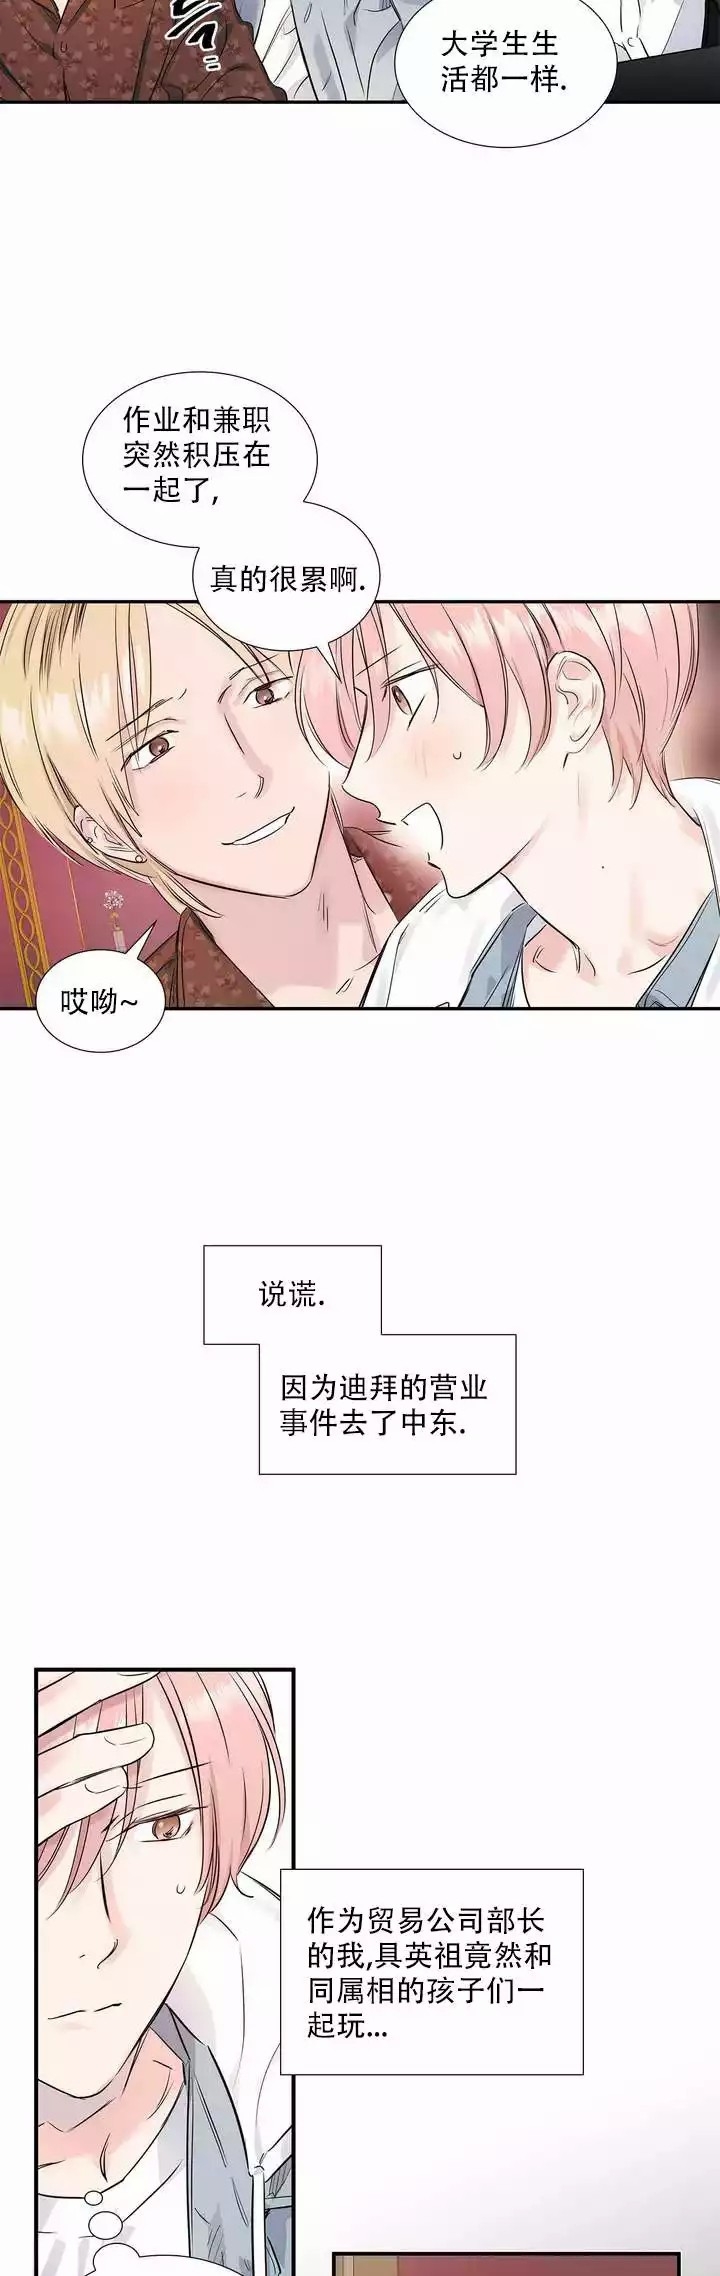 大学生生
活都一样.
作业和兼职
突然积压在
一起了,
真的很累啊.
哎呦~
说谎.
因为迪拜的营业
事件去了中东.
作为贸易公司部长
的我,具英祖竟然和
同属相的孩子们一
起玩...